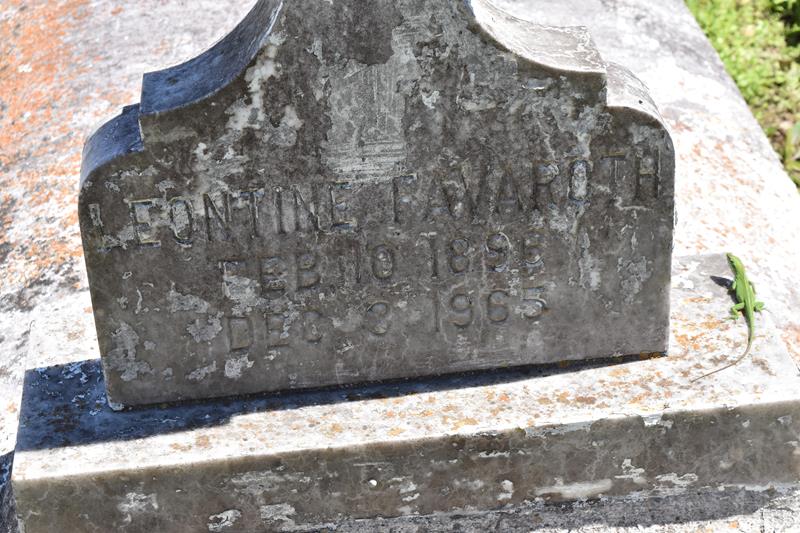 LEONTINE FAVAROTH
FEB. 10 1895
DEC. 3 1965